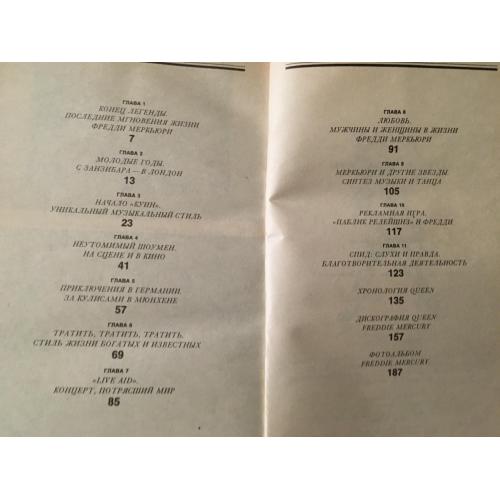 ГЛАВА 1
КОНЕЦ ЛЕГЕНДЫ.
ПОСЛЕДНИЕ МГНОВЕНИЯ ЖИЗНИ
ФРЕДДИ МЕРКЬЮРИ
7
ГЛАВА 2
МОЛОДЫЕ ГОДЫ.
С ЗАНЗИБАРА — В ЛОНДОН
13
ГЛАВА 3
НАЧАЛО «КУИН».
УНИКАЛЬНЫЙ МУЗЫКАЛЬНЫЙ СТИЛЬ
23
ГЛАВА 4
НЕУТОМИМЫЙ ШОУМЕН.
НА СЦЕНЕ И В КИНО
41
ГЛАВА 5
ПРИКЛЮЧЕНИЯ В ГЕРМАНИИ.
ЗА КУЛИСАМИ В МЮНХЕНЕ
57
ГЛАВА 6
ТРАТИТЬ, ТРАТИТЬ, ТРАТИТЬ.
СТИЛЬ ЖИЗНИ БОГАТЫХ И ИЗВЕСТНЫХ
69
ГЛАВА 7
«LIVE AID».
КОНЦЕРТ, ПОТРЯСШИЙ МИР
85
ГЛАВА 8
ЛЮБОВЬ.
МУЖЧИНЫ И ЖЕНЩИНЫ В ЖИЗНИ
ФРЕДДИ МЕРКЬЮРИ
91
ГЛАВА 9
МЕРКЬЮРИ И ДРУГИЕ ЗВЕЗДЫ.
СИНТЕЗ МУЗЫКИ И ТАНЦА
105
ГЛАВА 10
РЕКЛАМНАЯ ИГРА.
«ПАБЛИК РЕЛЕЙШНЗ» И ФРЕДДИ
117
ГЛАВА 11
СПИД: СЛУХИ И ПРАВДА.
БЛАГОТВОРИТЕЛЬНАЯ ДЕЯТЕЛЬНОСТЬ
123
ХРОНОЛОГИЯ QUEEN
135
ДИСКОГРАФИЯ QUEEN
FREDDIE MERCURY
157
ФОТОАЛЬБОМ
FREDDIE MERCURY
187